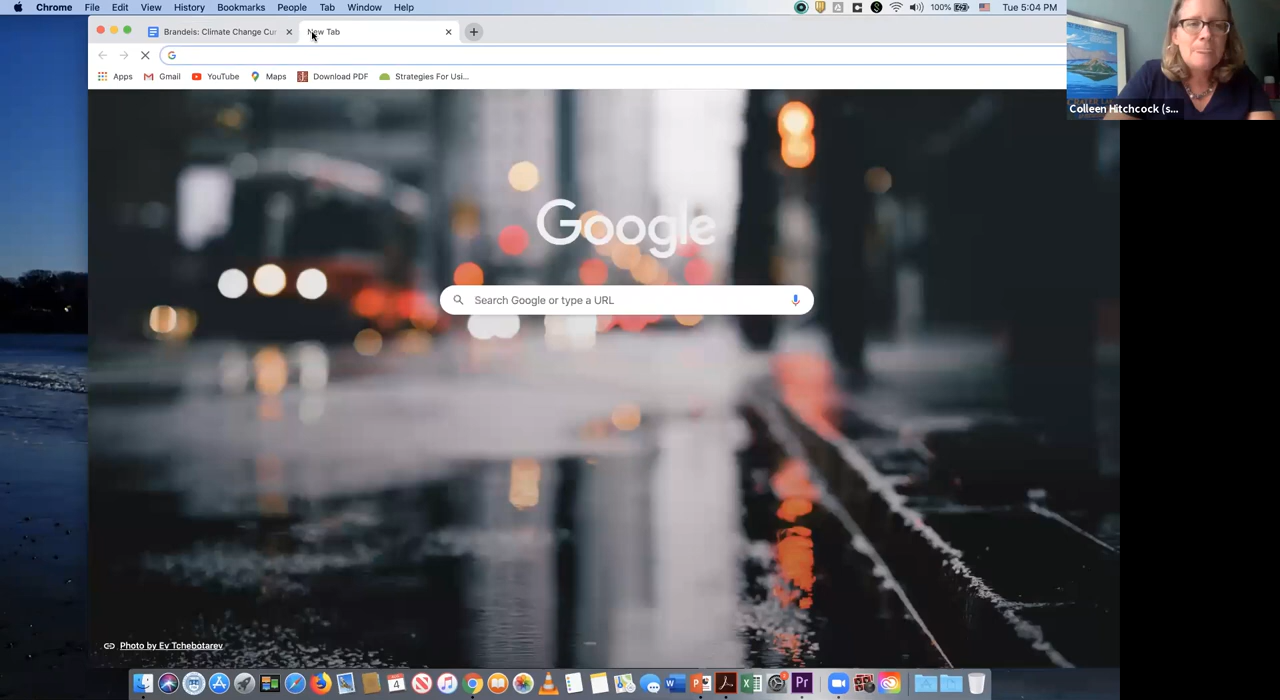 Chrome File Edit View History Bookmarks People Tab Window Help 100% Tue 5:04 PM
Brandeis: Climate Change Cur New Tab
Apps Gmail YouTube Maps Download PDF Strategies For Usi...
Colleen Hitchcock (s...
Google
Search Google or type a URL
Photo by Ev Tchebotarev
4